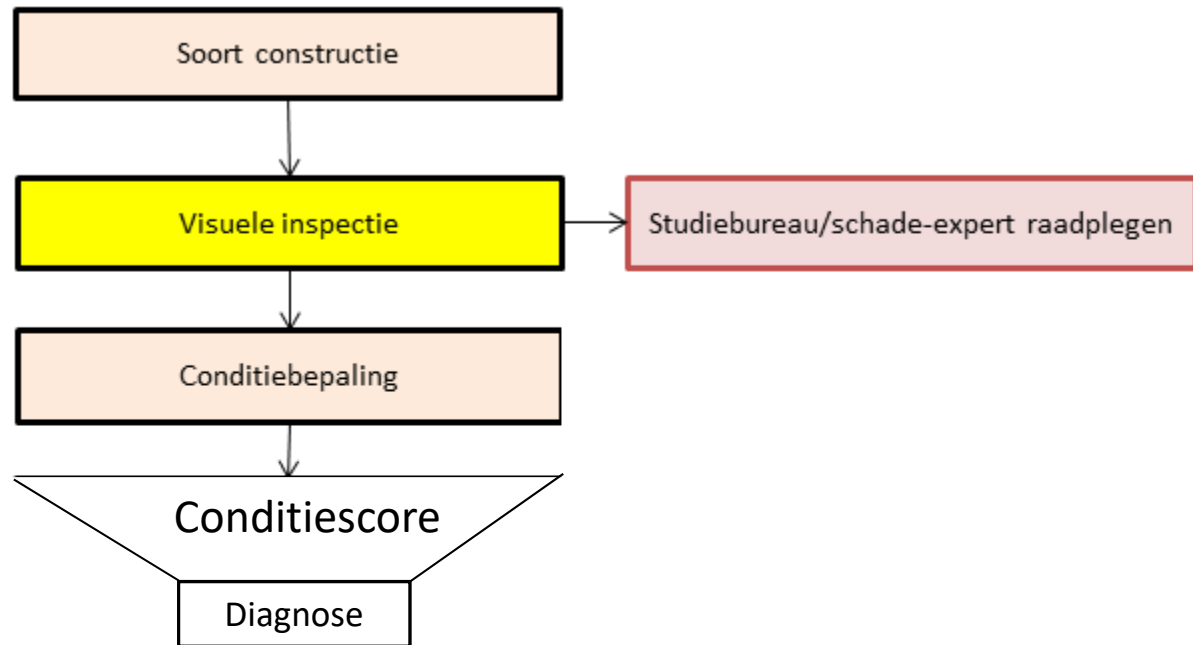 Soort constructie
Visuele inspectie
Studiebureau/schade-expert raadplegen
Conditiebepaling
Conditiescore
Diagnose